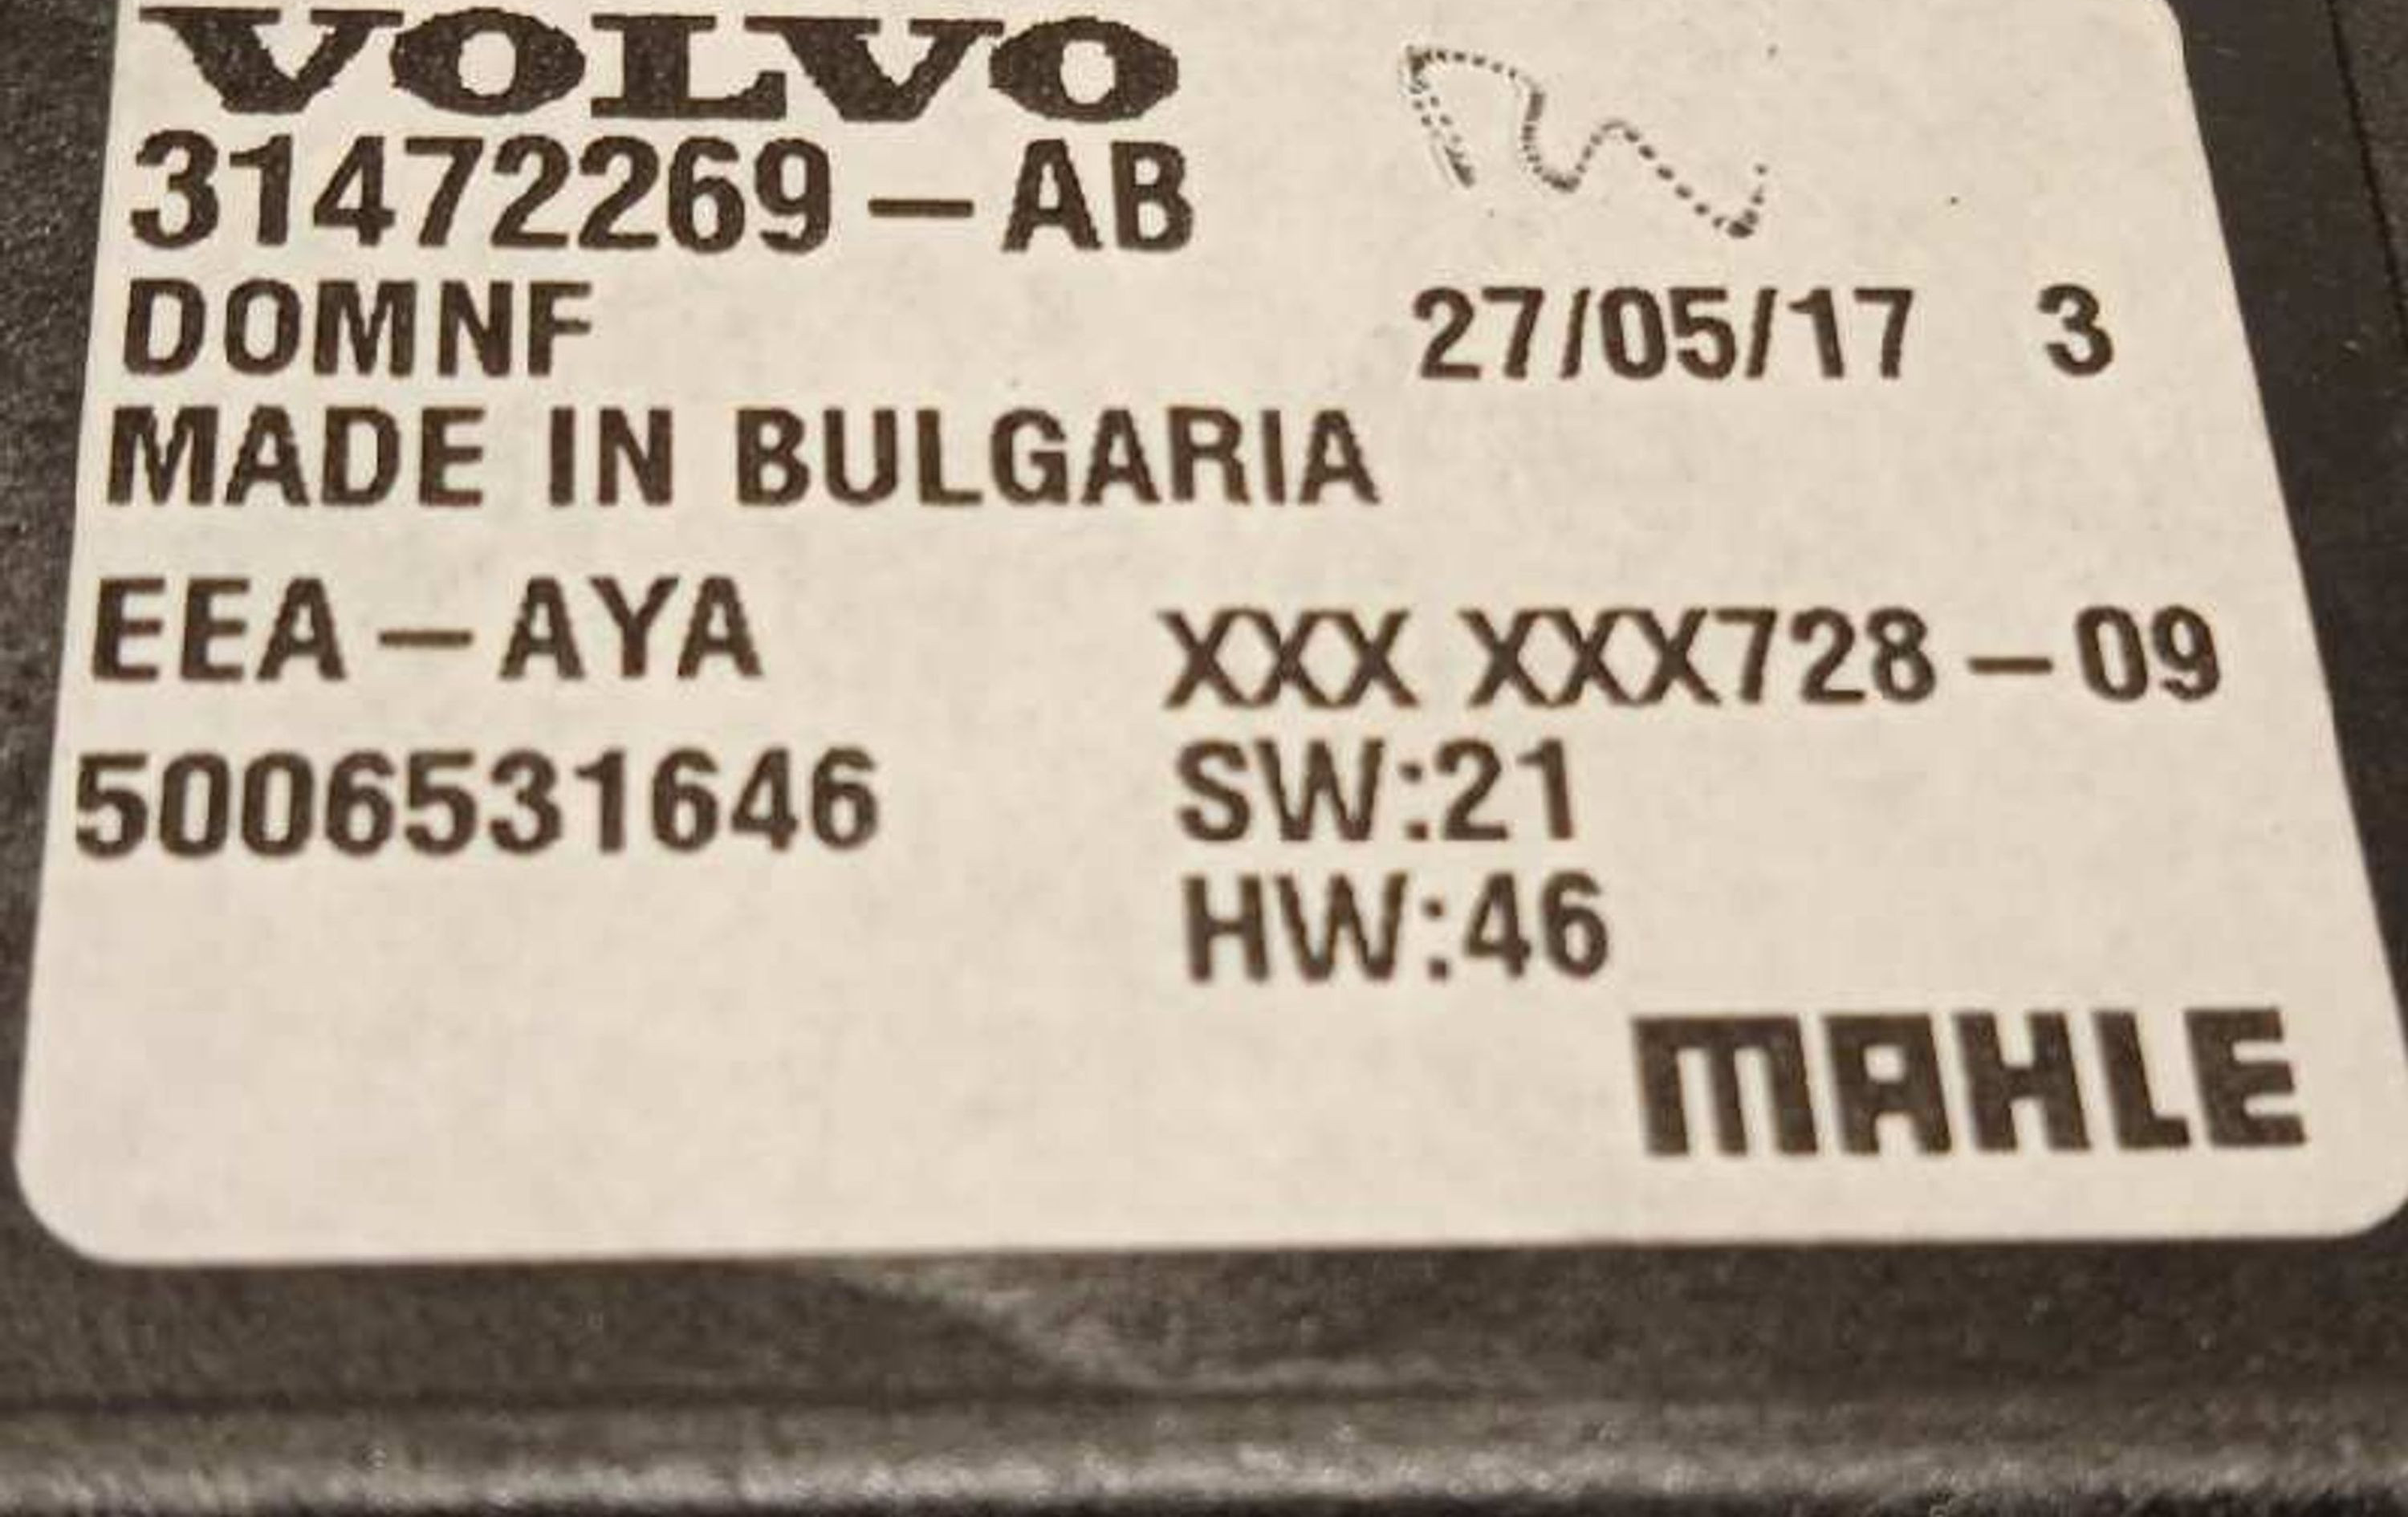 VOLVO
31472269-AB
DOMNF
27/05/17 3
MADE IN BULGARIA
EEA-AYA
XXX XXX728-09
5006531646
SW:21
HW:46
MAHLE